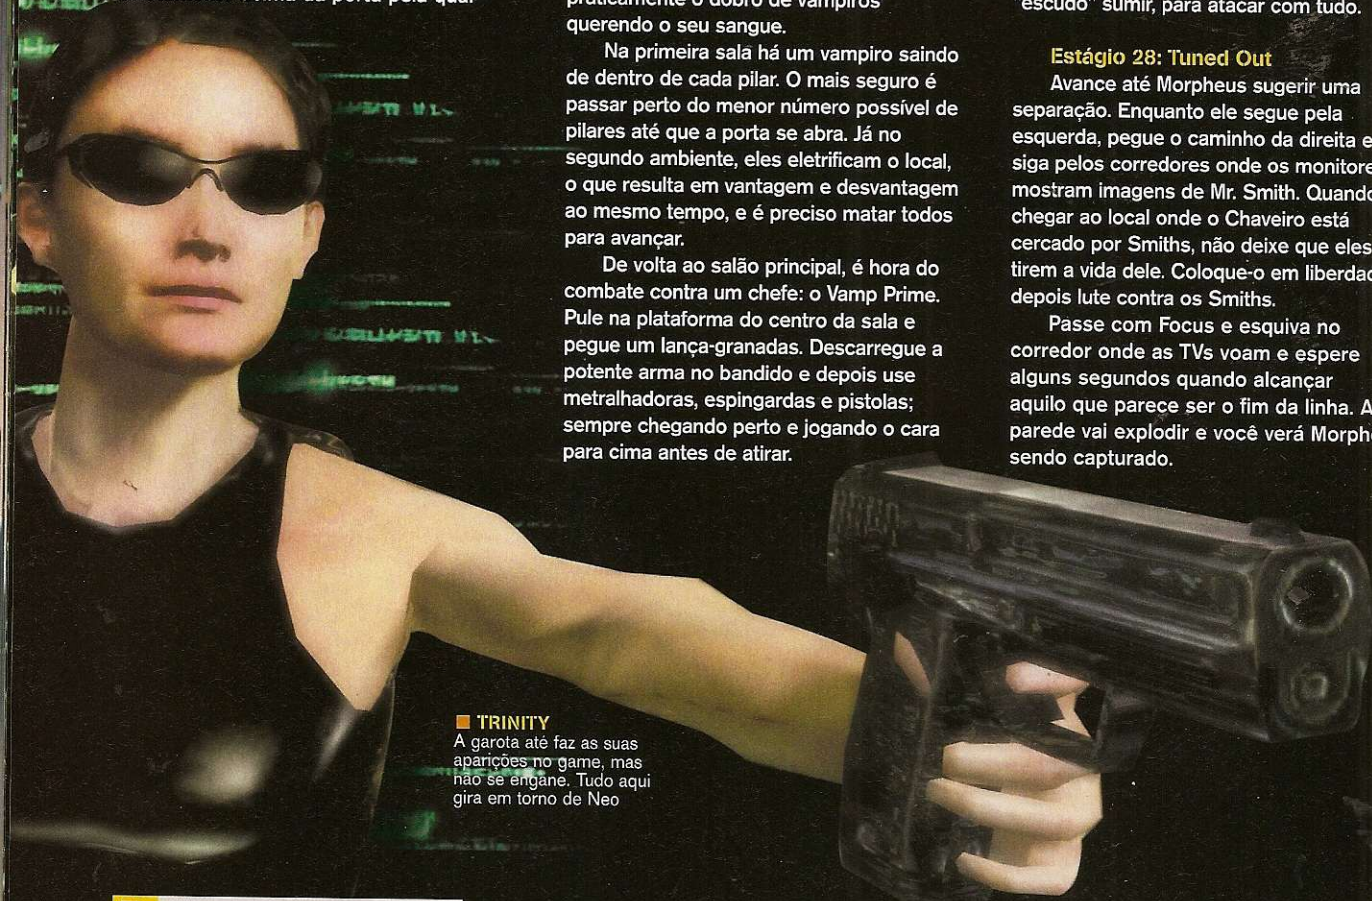 da porta pela qual
praticamente o dobro de vampiros
querendo o seu sangue.
Na primeira sala há um vampiro saindo
de dentro de cada pilar. O mais seguro é
passar perto do menor número possível de
pilares até que a porta se abra. Já no
segundo ambiente, eles eletrificam o local,
o que resulta em vantagem e desvantagem
ao mesmo tempo, e é preciso matar todos
para avançar.
De volta ao salão principal, é hora do
combate contra um chefe: o Vamp Prime.
Pule na plataforma do centro da sala e
pegue um lança-granadas. Descarregue a
potente arma no bandido e depois use
metralhadoras, espingardas e pistolas;
sempre chegando perto e jogando o cara
para cima antes de atirar.
"escudo" sumir, para atacar com tudo.
Estágio 28: Tuned Out
Avance até Morpheus sugerir uma
separação. Enquanto ele segue pela
esquerda, pegue o caminho da direita e
siga pelos corredores onde os monitore
mostram imagens de Mr. Smith. Quando
chegar ao local onde o Chaveiro está
cercado por Smiths, não deixe que eles
tirem a vida dele. Coloque-o em liberdad
depois lute contra os Smiths.
Passe com Focus e esquiva no
corredor onde as TVs voam e espere
alguns segundos quando alcançar
aquilo que parece ser o fim da linha. A
parede vai explodir e você verá Morph
sendo capturado.
TRINITY
A garota até faz as suas
aparições no game, mas
não se engane. Tudo aqui
gira em torno de Neo